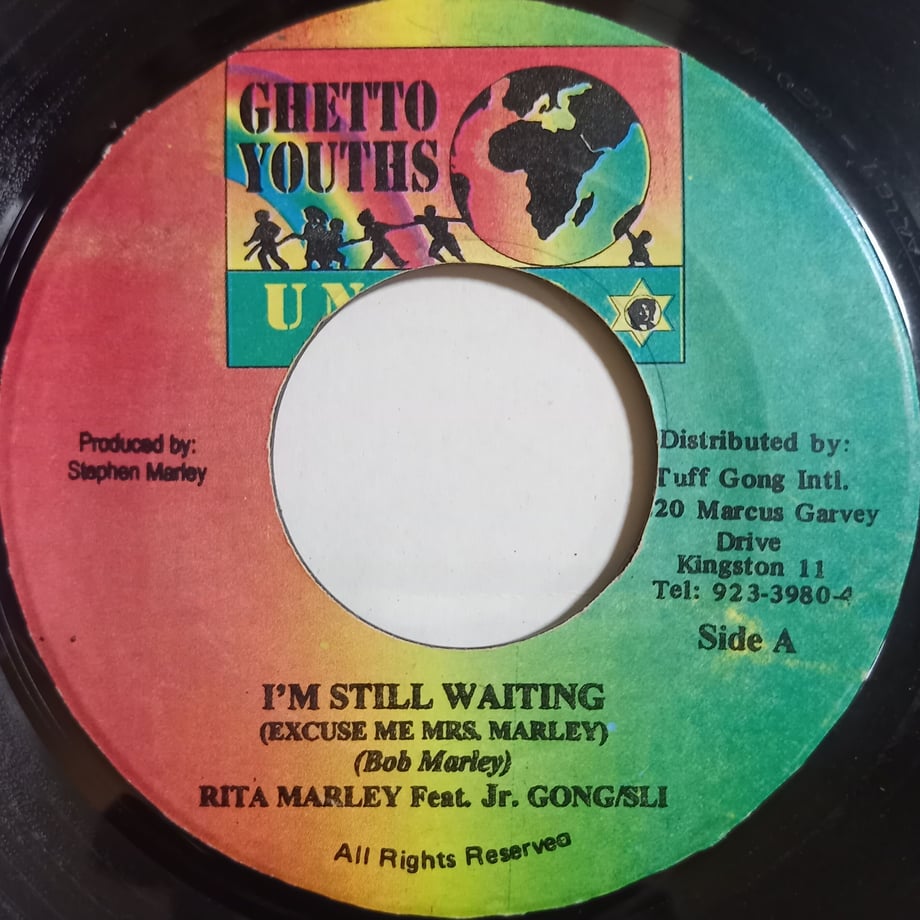 GHETTO
YOUTHS
UN
Produced by:
Stephen Marley
Distributed by:
Tuff Gong Intl.
20 Marcus Garvey
Drive
Kingston 11
Tel: 923-3980-4
Side A
I'M STILL WAITING
(EXCUSE ME MRS. MARLEY)
(Bob Marley)
RITA MARLEY Feat. Jr. GONG/SLI
All Rights Reserved